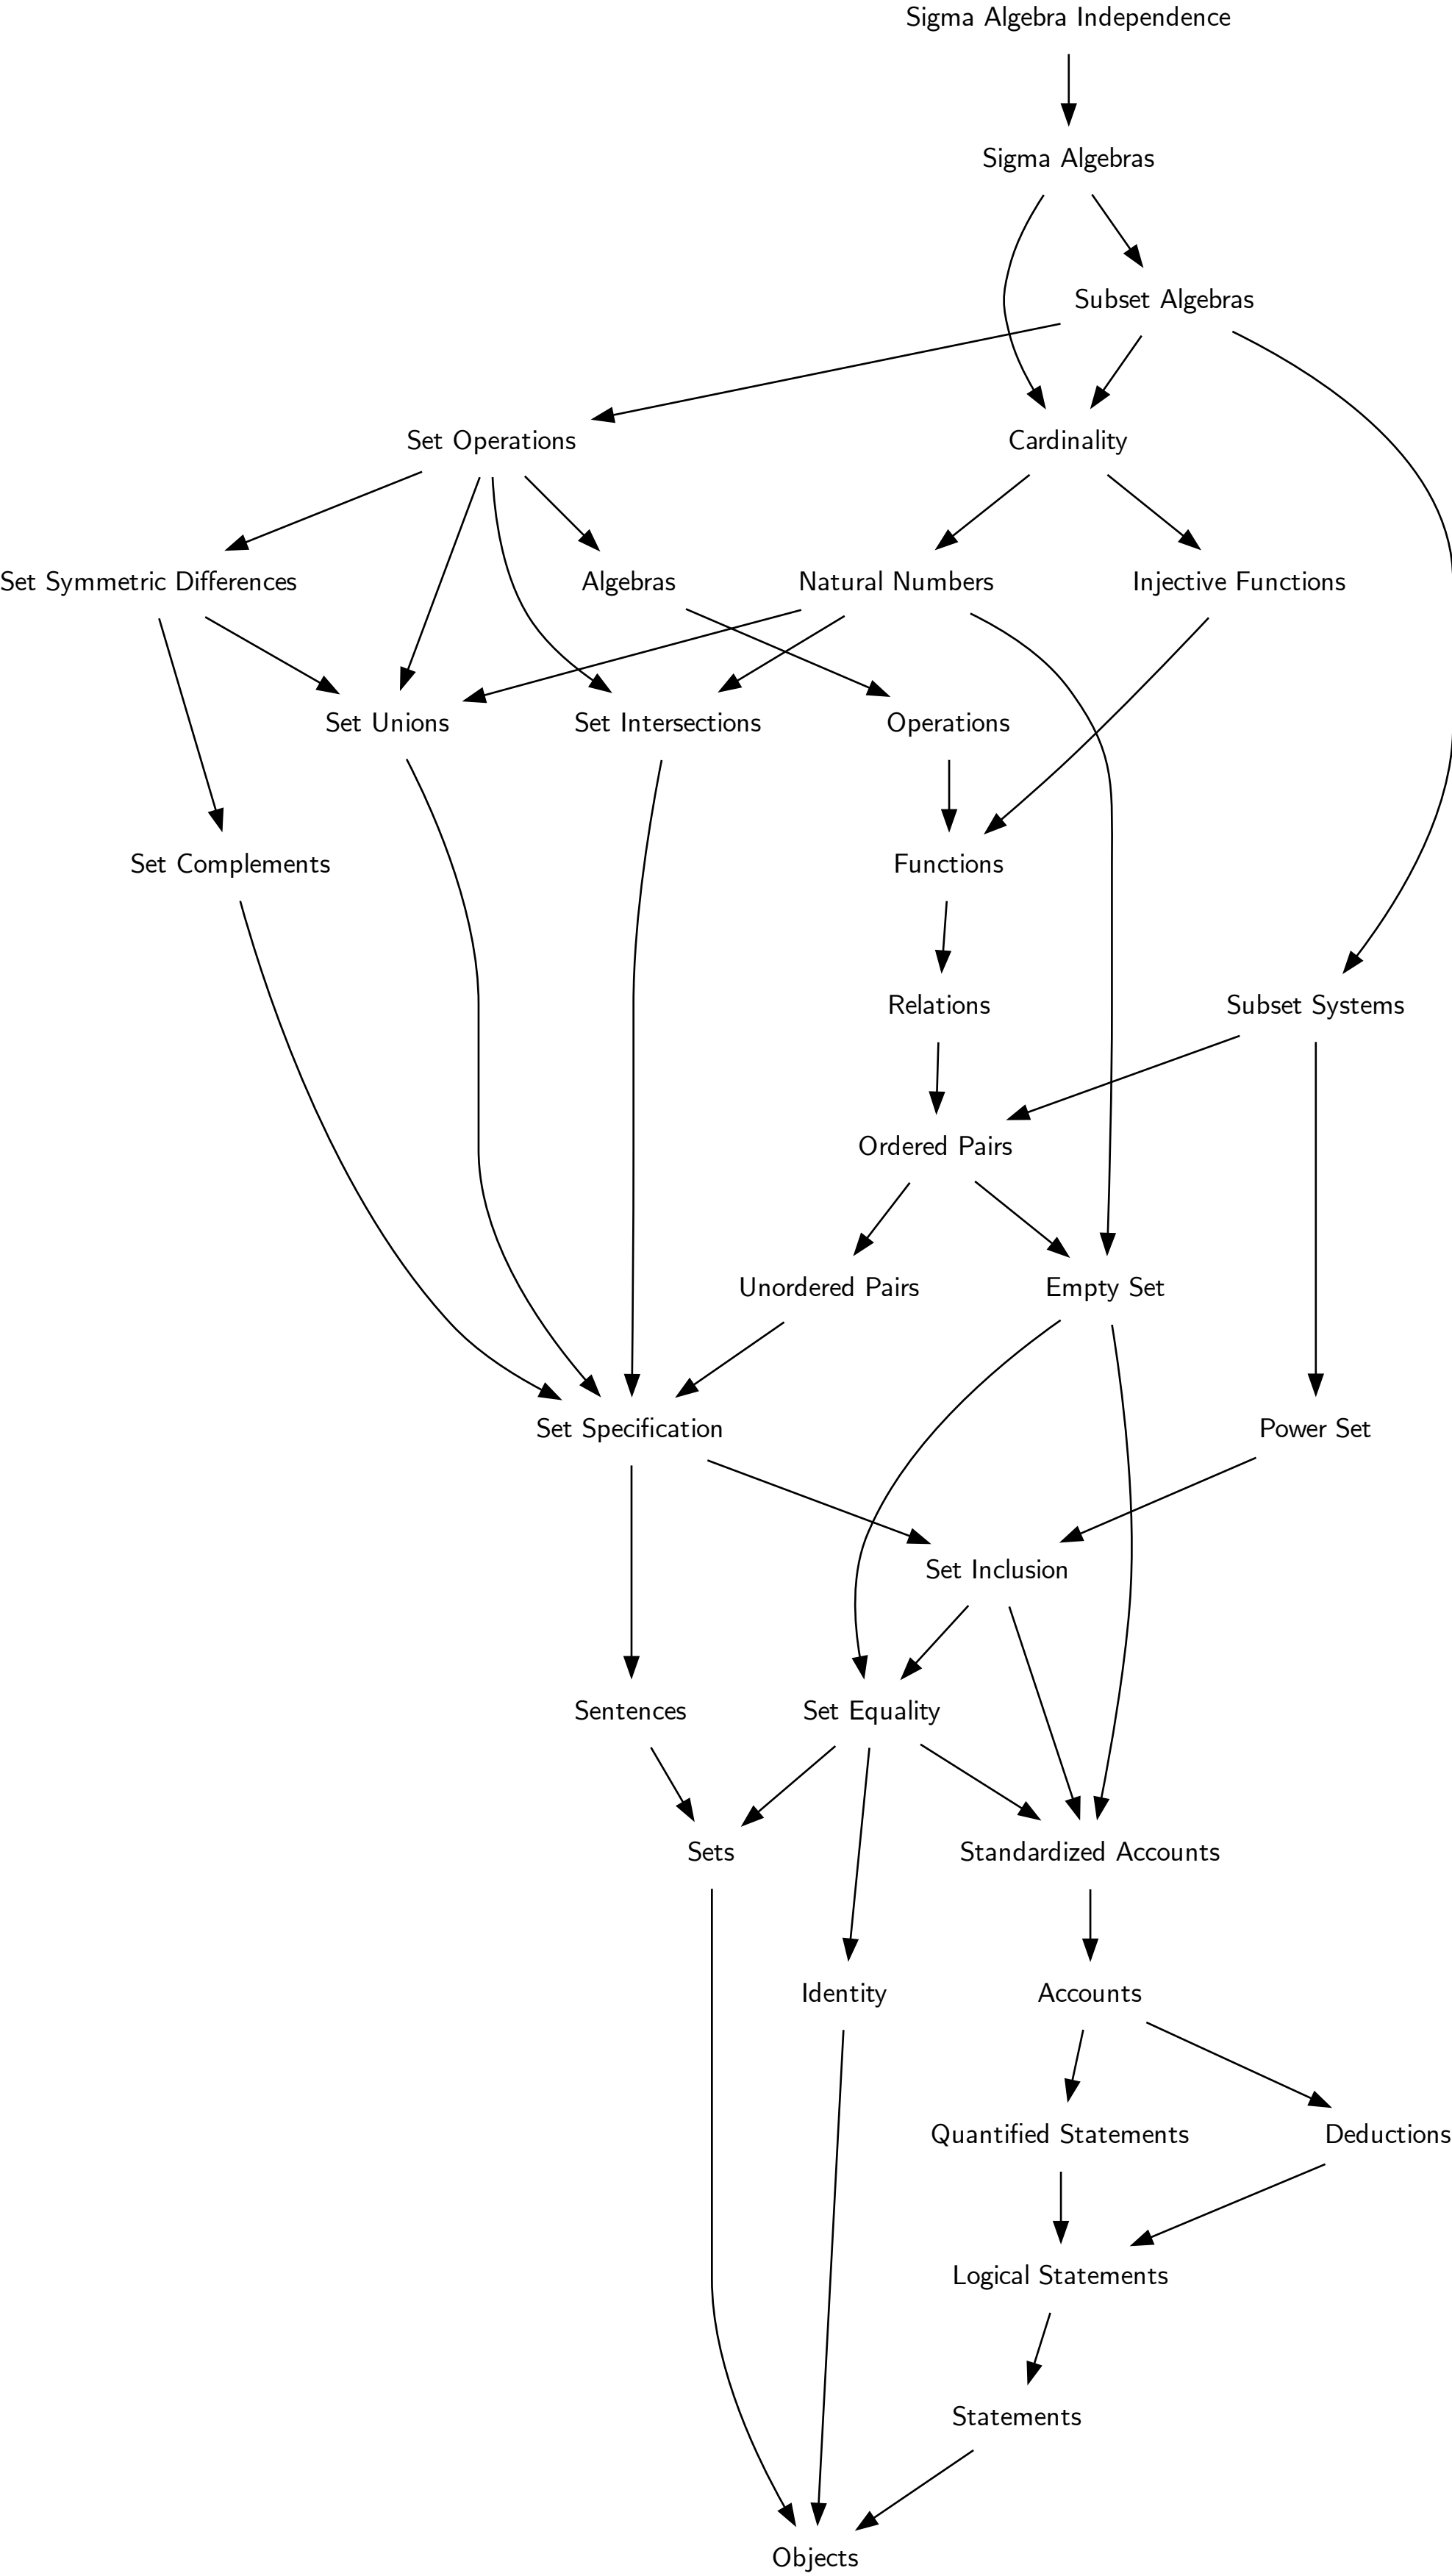 Sigma Algebra Independence
Sigma Algebras
Subset Algebras
Set Operations
Cardinality
Set Symmetric Differences
Algebras
Natural Numbers
Injective Functions
Set Unions
Set Intersections
Operations
Set Complements
Functions
Relations
Subset Systems
Ordered Pairs
Unordered Pairs
Empty Set
Set Specification
Power Set
Set Inclusion
Sentences
Set Equality
Sets
Standardized Accounts
Identity
Accounts
Quantified Statements
Deductions
Logical Statements
Statements
Objects